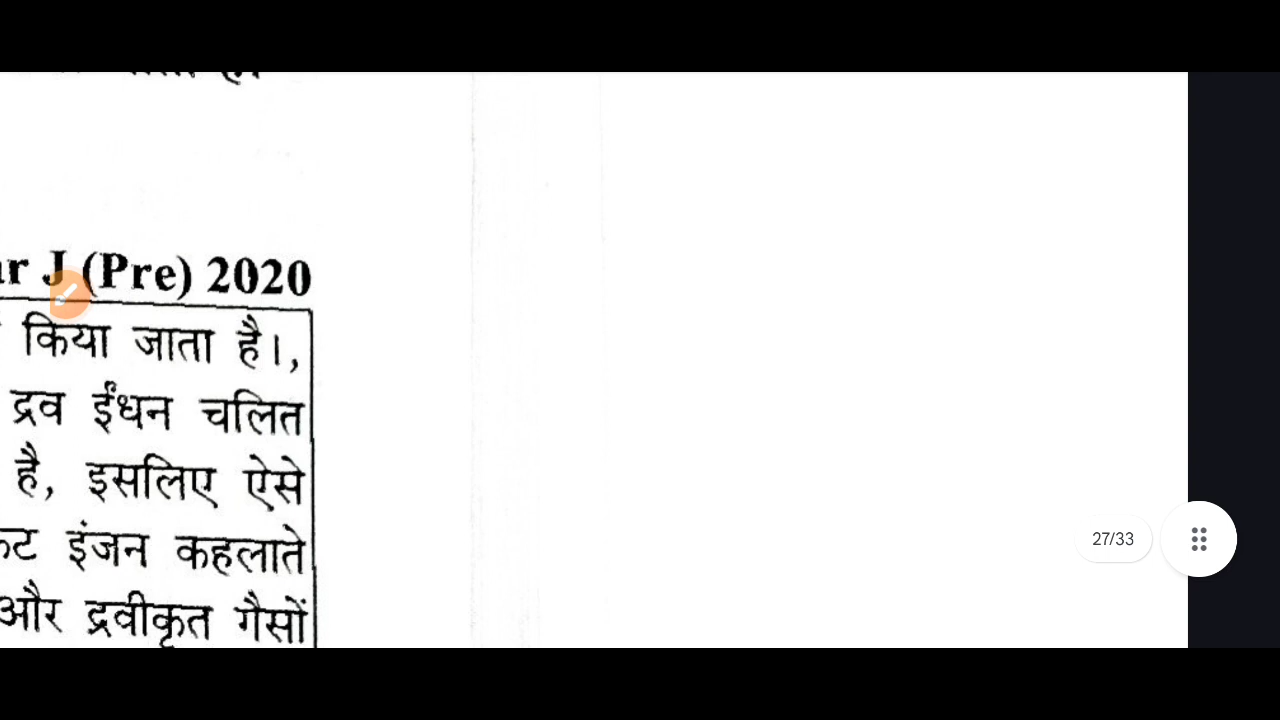 J (Pre) 2020
किया जाता है।,
द्रव ईंधन चलित
है, इसलिए ऐसे
इंजन कहलाते
और द्रवीकृत गैसों
27/33